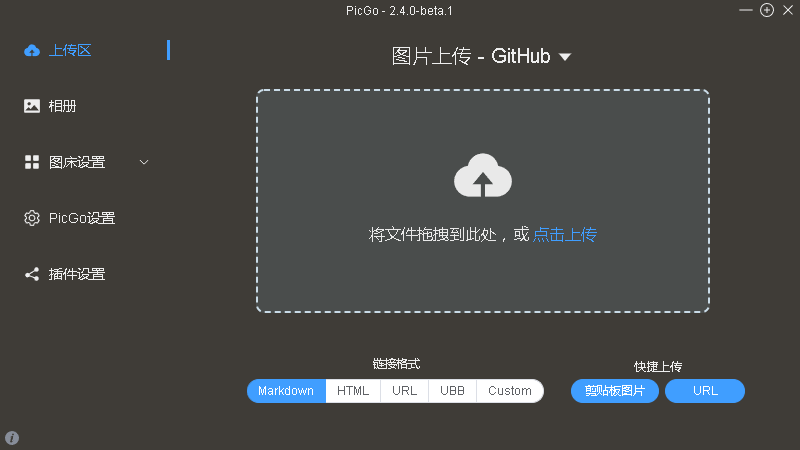 PicGo - 2.4.0-beta.1
上传区
相册
图床设置
PicGo设置
插件设置
图片上传 - GitHub
将文件拖拽到此处，或 点击上传
链接格式
Markdown HTML URL UBB Custom
快捷上传
剪贴板图片 URL